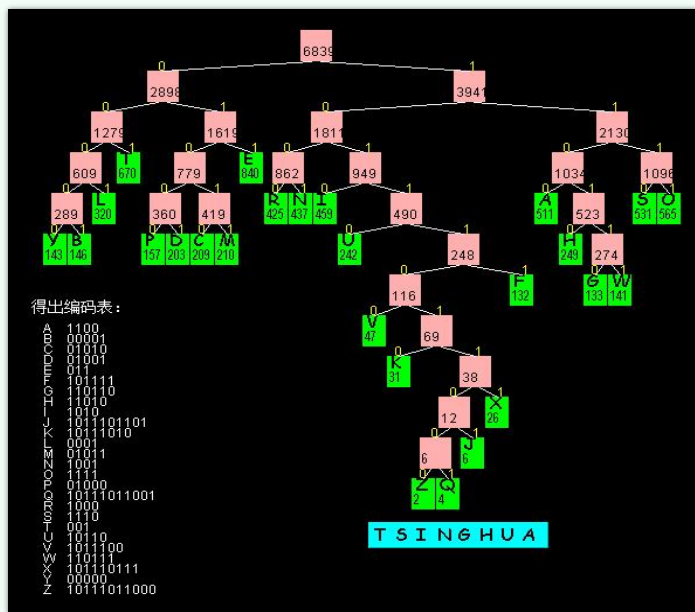 6839
0 1
2898 3941
0 1 0 1
1279 1619 1811 2130
0 1 0 1 0 1 0 1
609 T 670 779 E 840 862 949 1034 1096
0 1 0 1 0 1 0 1 0 1 0 1
289 L 320 360 419 R 425 N 437 I 459 490 A 511 523 S 531 O 565
0 1 0 1 0 1 0 1 0 1
Y 143 B 146 P 157 D 203 C 209 M 210 U 242 248 H 249 274
0 1 0 1
116 F 132 G 133 W 141
0 1
V 47 69
0 1
K 31 38
0 1
12 X 26
0 1
6 J 6
0 1
Z 2 Q 4
TSINGHUA
得出编码表：
A 1100
B 00001
C 01010
D 01001
E 011
F 101111
G 110110
H 11010
I 1010
J 1011101101
K 10111010
L 0001
M 01011
N 1001
O 1111
P 01000
Q 10111011001
R 1000
S 1110
T 001
U 10110
V 1011100
W 110111
X 101110111
Y 00000
Z 10111011000